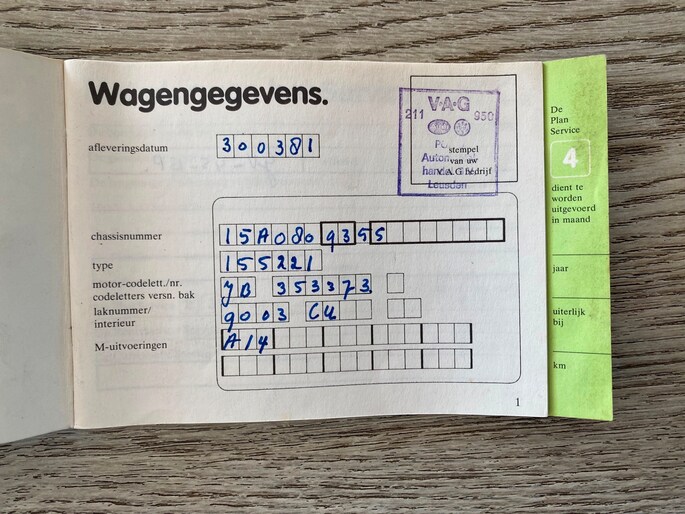 Wagengegevens.
afleveringsdatum 300381
V·A·G
211 950
stempel
van uw
V.A.G bedrijf
Leusden
chassisnummer 15A0809355
type 155221
motor-codelett./nr. JB 353373
codeletters versn. bak
laknummer/ 9003 CU
interieur
M-uitvoeringen A14
1
De
Plan
Service
4
dient te
worden
uitgevoerd
in maand
jaar
uiterlijk
bij
km